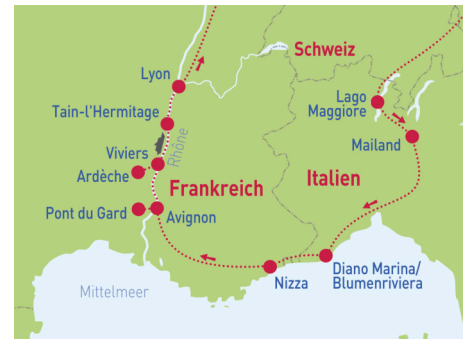 Schweiz
Lyon
Lago
Maggiore
Tain-l'Hermitage
Mailand
Viviers
Rhône
Ardèche
Frankreich
Italien
Pont du Gard
Avignon
Diano Marina/
Blumenriviera
Nizza
Mittelmeer